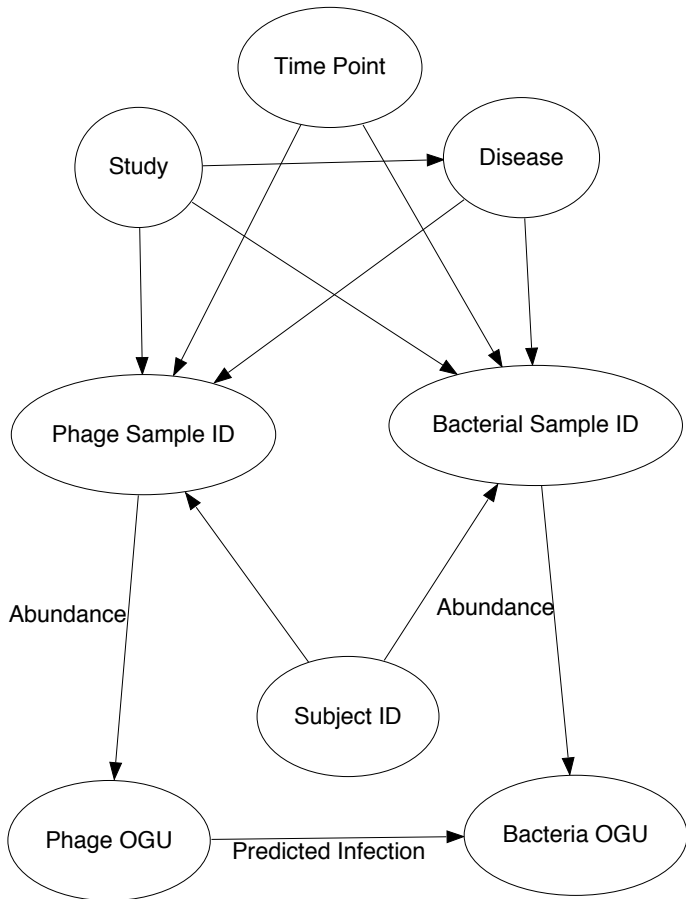 Time Point
Study
Disease
Phage Sample ID
Bacterial Sample ID
Abundance
Abundance
Subject ID
Phage OGU
Predicted Infection
Bacteria OGU